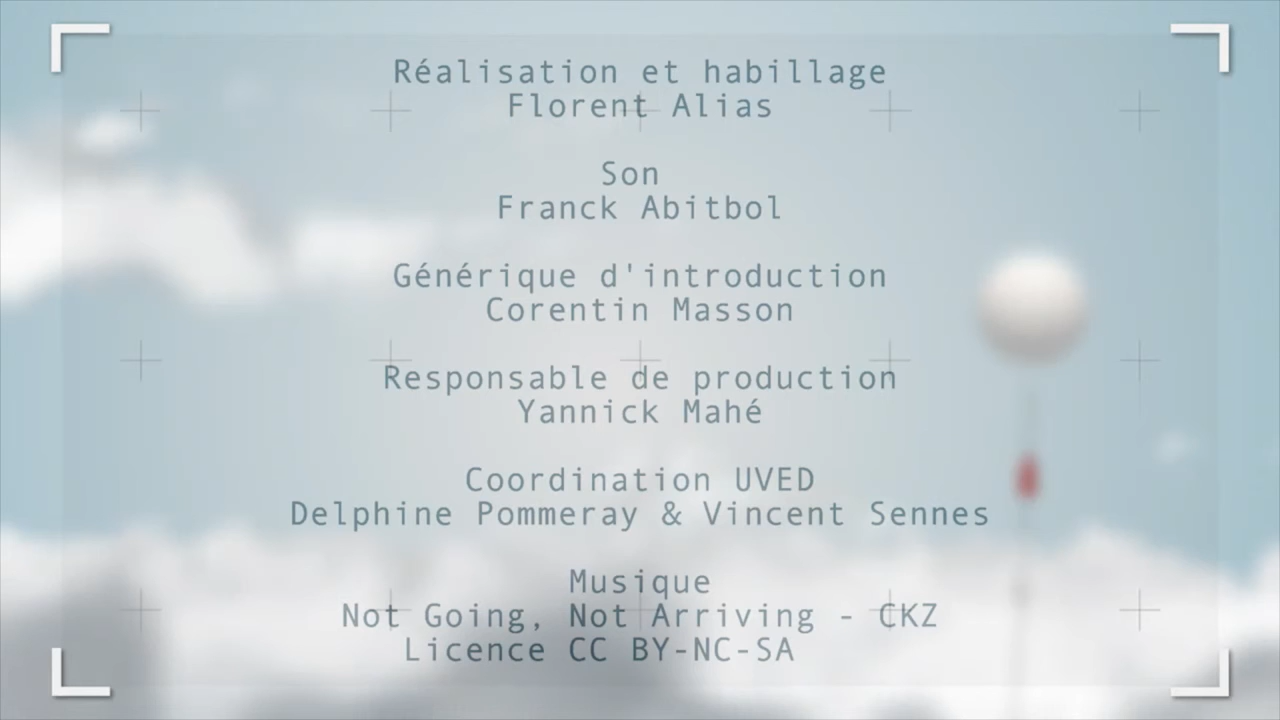 Réalisation et habillage
Florent Alias
Son
Franck Abitbol
Générique d'introduction
Corentin Masson
Responsable de production
Yannick Mahé
Coordination UVED
Delphine Pommeray & Vincent Sennes
Musique
Not Going, Not Arriving - CKZ
Licence CC BY-NC-SA